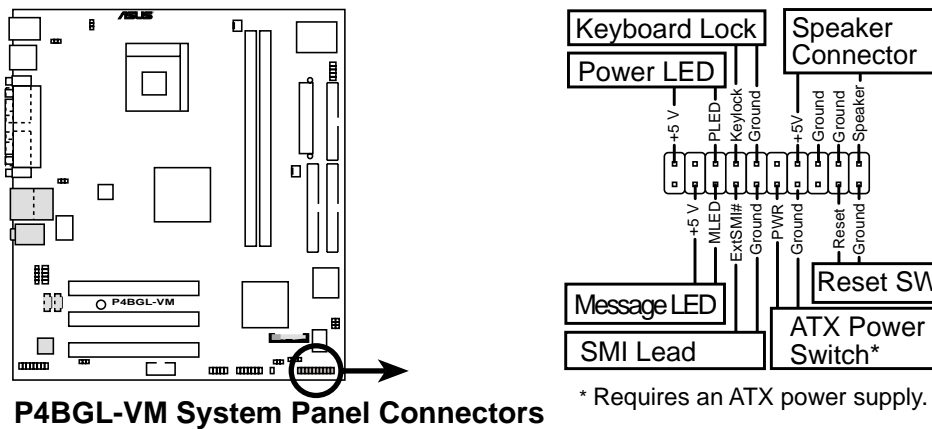 ASUS
P4BGL-VM
Keyboard Lock
Speaker
Connector
Power LED
+5 V
PLED
Keylock
Ground
+5V
Ground
Ground
Speaker
+5 V
MLED
ExtSMI#
Ground
PWR
Ground
Reset
Ground
Reset SW
Message LED
ATX Power
Switch*
SMI Lead
* Requires an ATX power supply.
P4BGL-VM System Panel Connectors